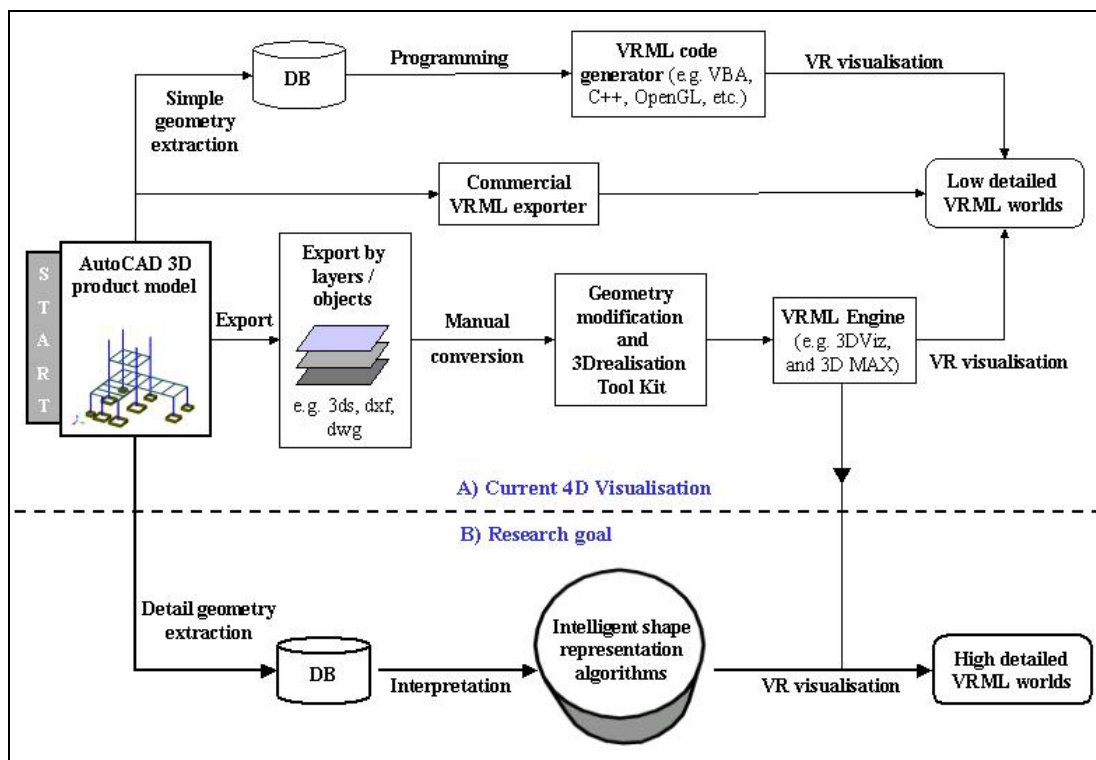 DB
Programming
VRML code
generator (e.g. VBA,
C++, OpenGL, etc.)
VR visualisation
Simple
geometry
extraction
Commercial
VRML exporter
Low detailed
VRML worlds
START
AutoCAD 3D
product model
Export
Export by
layers /
objects
e.g. 3ds, dxf,
dwg
Manual
conversion
Geometry
modification
and
3Drealisation
Tool Kit
VRML Engine
(e.g. 3DViz,
and 3D MAX)
VR visualisation
A) Current 4D Visualisation
B) Research goal
Detail geometry
extraction
DB
Interpretation
Intelligent shape
representation
algorithms
VR visualisation
High detailed
VRML worlds